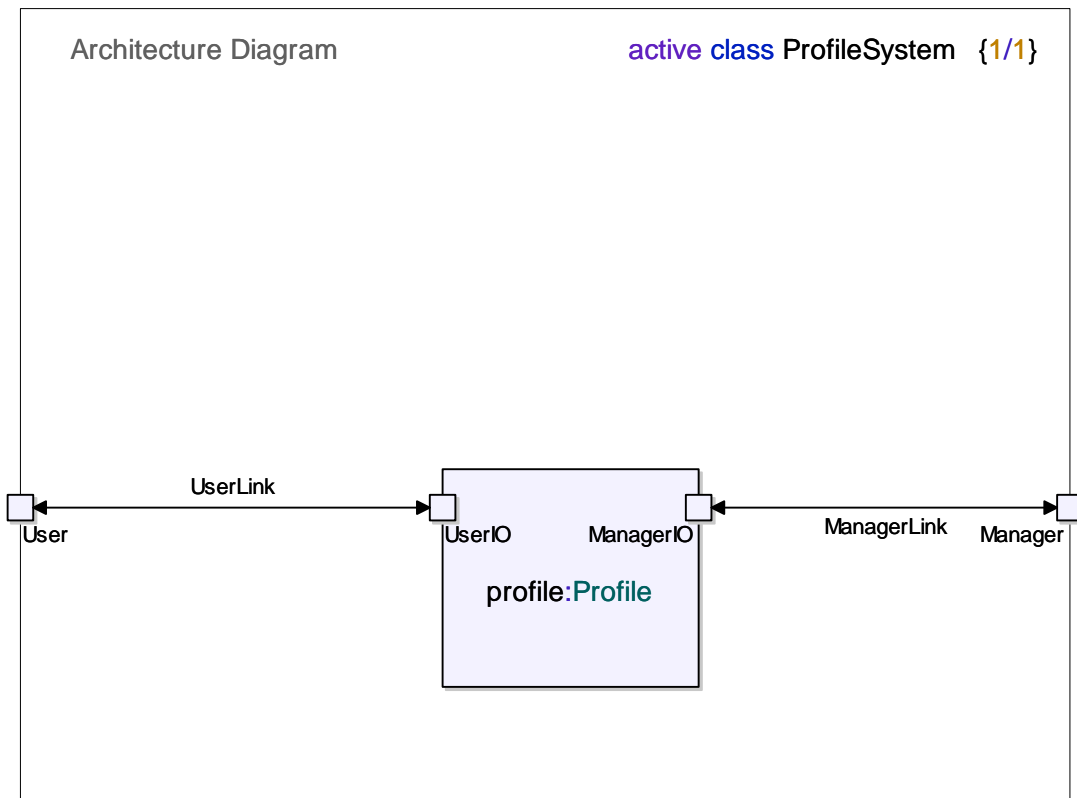 Architecture Diagram
active class ProfileSystem {1/1}
UserLink
User
UserIO
ManagerIO
ManagerLink
Manager
profile:Profile